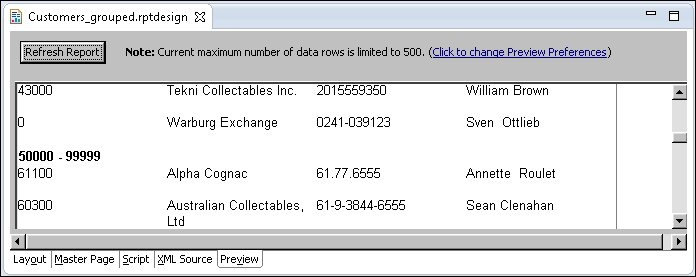 Customers_grouped.rptdesign
Refresh Report Note: Current maximum number of data rows is limited to 500. (Click to change Preview Preferences)
43000 Tekni Collectables Inc. 2015559350 William Brown
0 Warburg Exchange 0241-039123 Sven Ottlieb
50000 - 99999
61100 Alpha Cognac 61.77.6555 Annette Roulet
60300 Australian Collectables, 61-9-3844-6555 Sean Clenahan
Ltd
Layout Master Page Script XML Source Preview